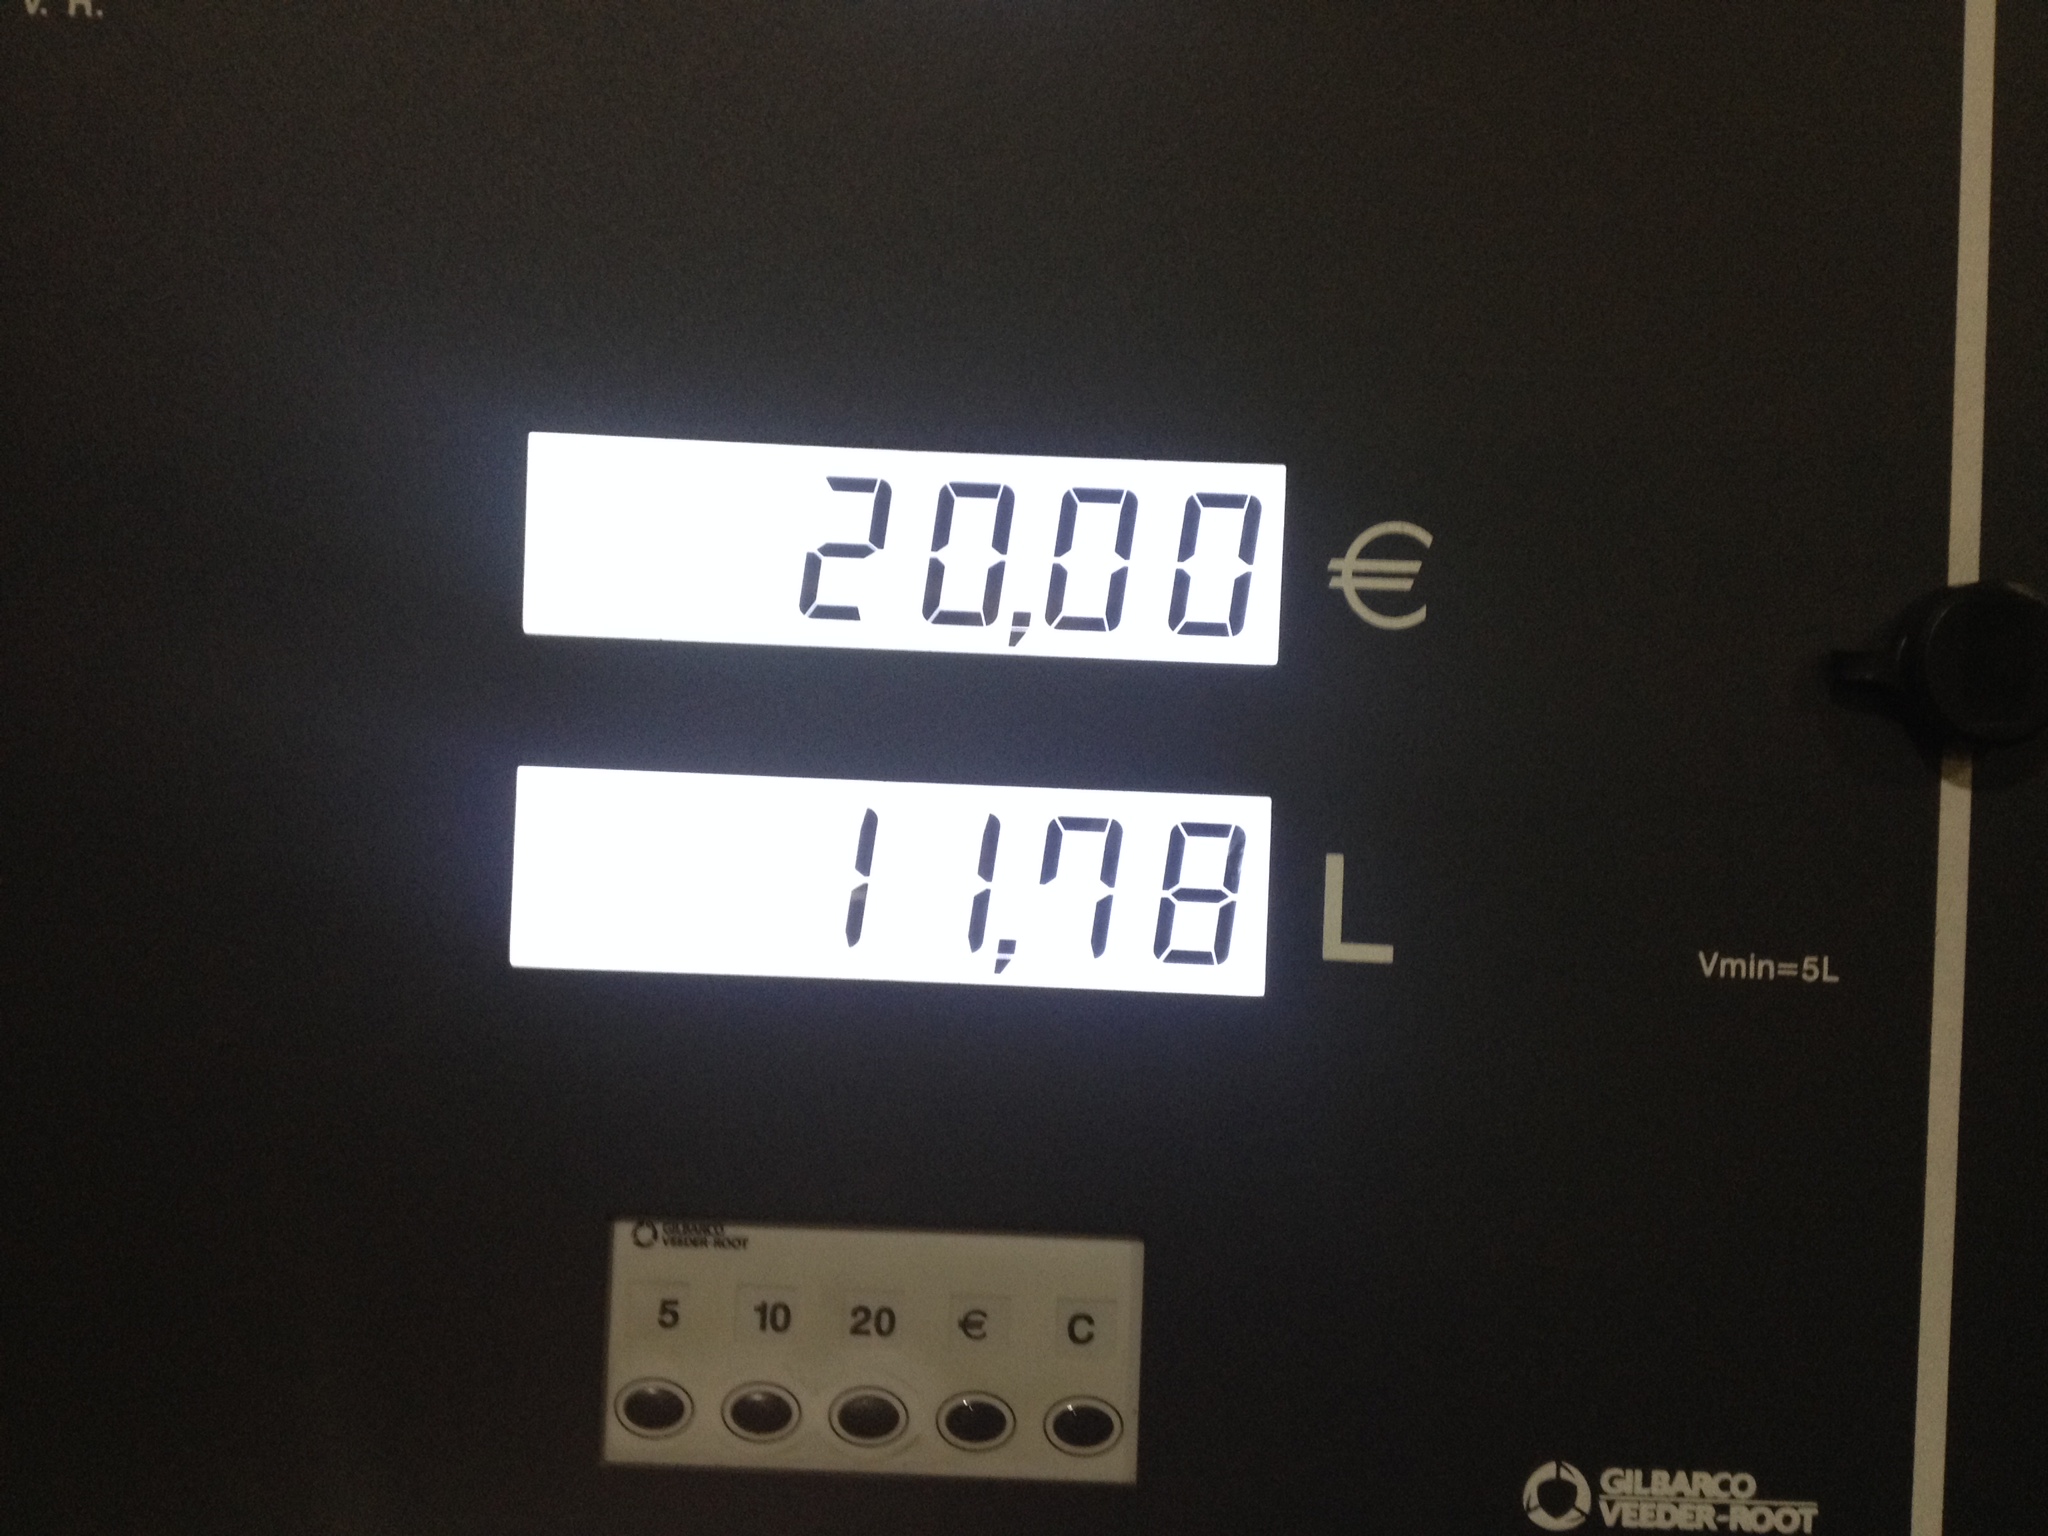 V. R.
20,00 €
11,78 L
Vmin=5L
GILBARCO
VEEDER-ROOT
5 10 20 € C
GILBARCO
VEEDER-ROOT